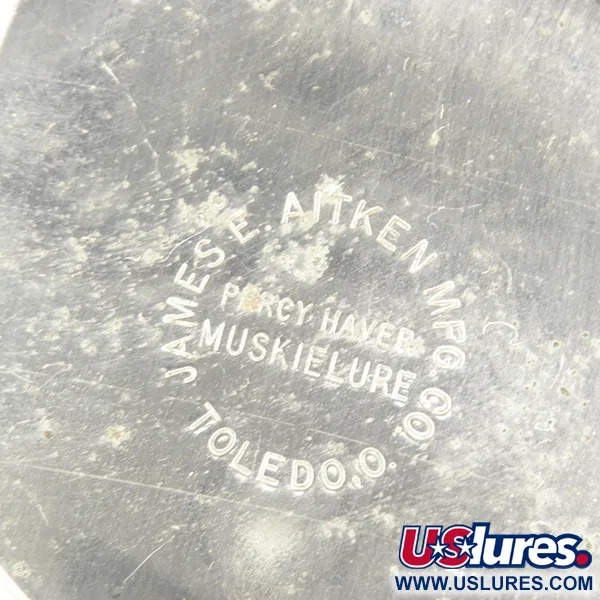 JAMES E. AITKEN MFG. CO.
PERCY HAVER
MUSKIELURE
TOLEDO, O.
USlures.
WWW.USLURES.COM